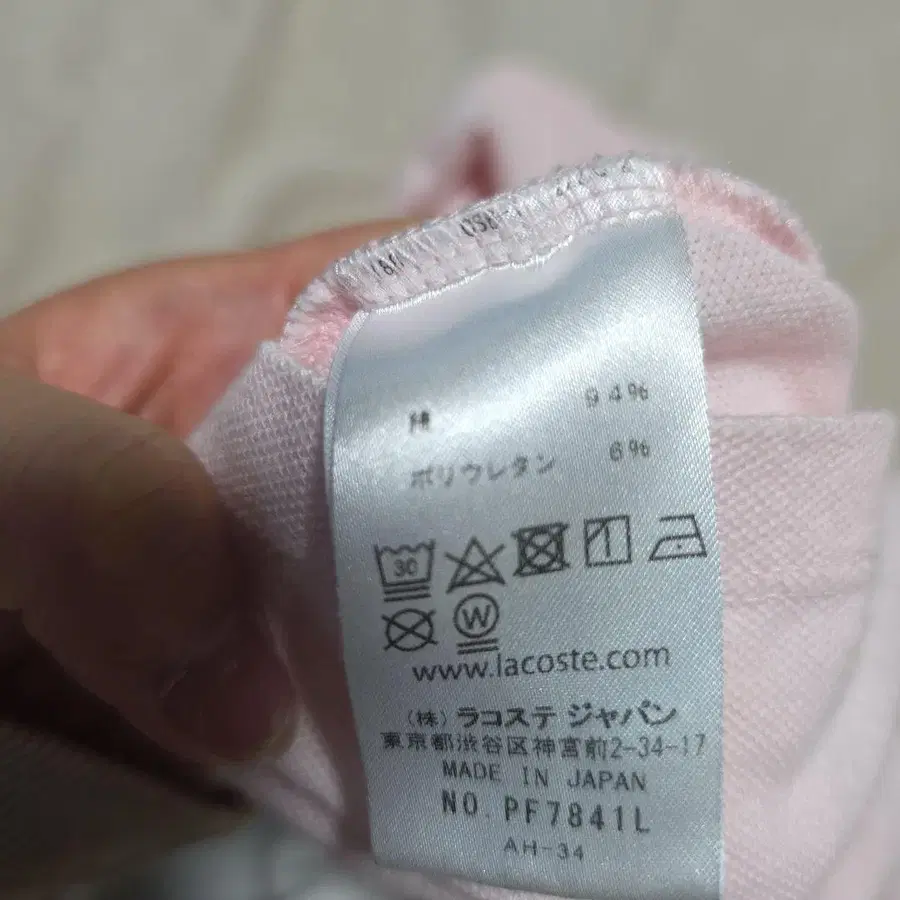 綿 94%
ポリウレタン 6%
30
W
www.lacoste.com
(株) ラコステ ジャパン
東京都渋谷区神宮前2-34-17
MADE IN JAPAN
NO. PF7841L
AH-34